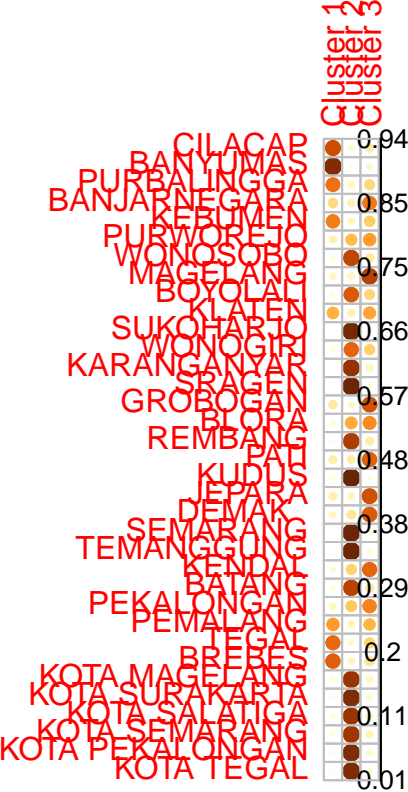 Cluster 1
Cluster 2
Cluster 3
CILACAP
BANYUMAS
PURBALINGGA
BANJARNEGARA
KEBUMEN
PURWOREJO
WONOSOBO
MAGELANG
BOYOLALI
KLATEN
SUKOHARJO
WONOGIRI
KARANGANYAR
SRAGEN
GROBOGAN
BLORA
REMBANG
PATI
KUDUS
JEPARA
DEMAK
SEMARANG
TEMANGGUNG
KENDAL
BATANG
PEKALONGAN
PEMALANG
TEGAL
BREBES
KOTA MAGELANG
KOTA SURAKARTA
KOTA SALATIGA
KOTA SEMARANG
KOTA PEKALONGAN
KOTA TEGAL
0.94
0.85
0.75
0.66
0.57
0.48
0.38
0.29
0.2
0.11
0.01